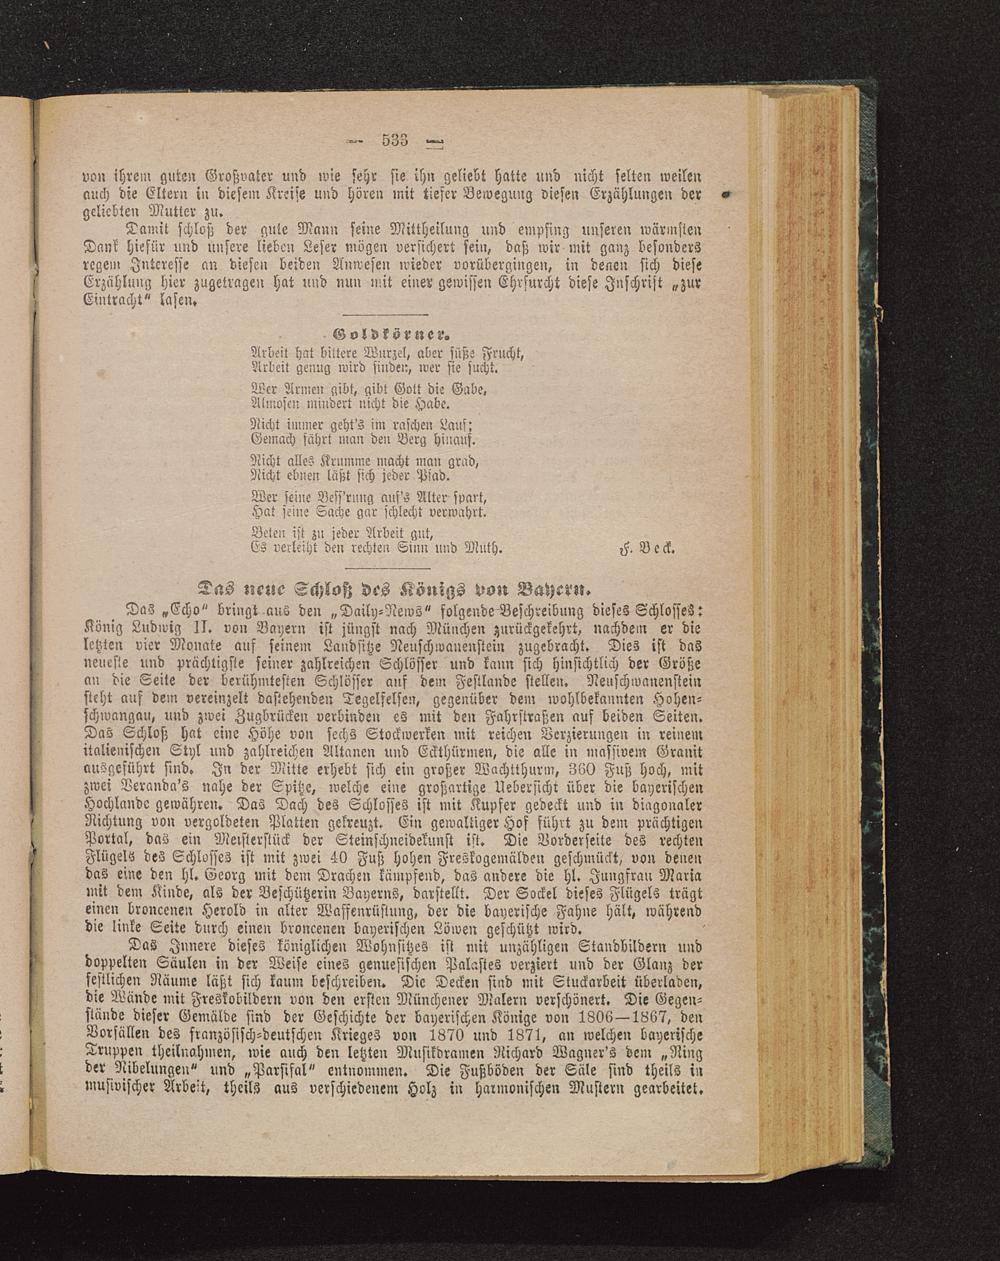 — 533 —
von ihrem guten Großvater und wie sehr sie ihn geliebt hatte und nicht selten weilen
auch die Eltern in diesem Kreise und hören mit tiefer Bewegung diesen Erzählungen der
geliebten Mutter zu.
Damit schloß der gute Mann seine Mittheilung und empfing unseren wärmsten
Dank hiefür und unsere lieben Leser mögen versichert sein, daß wir mit ganz besonders
regem Interesse an diesen beiden Anwesen wieder vorübergingen, in denen sich diese
Erzählung hier zugetragen hat und nun mit einer gewissen Ehrfurcht diese Inschrift „zur
Eintracht“ lasen.
Goldkörner.
Arbeit hat bittere Wurzel, aber süße Frucht,
Arbeit genug wird finden, wer sie sucht.
Wer Armen gibt, gibt Gott die Gabe,
Almosen mindert nicht die Habe.
Nicht immer geht's im raschen Lauf;
Gemach fährt man den Berg hinauf.
Nicht alles Krumme macht man grad,
Nicht ebnen läßt sich jeder Pfad.
Wer seine Bess'rung auf's Alter spart,
Hat seine Sache gar schlecht verwahrt.
Beten ist zu jeder Arbeit gut,
Es verleiht den rechten Sinn und Muth. F. Beck.
Das neue Schloß des Königs von Bayern.
Das „Echo“ bringt aus den „Daily-News“ folgende Beschreibung dieses Schlosses:
König Ludwig II. von Bayern ist jüngst nach München zurückgekehrt, nachdem er die
letzten vier Monate auf seinem Landsitze Neuschwanenstein zugebracht. Dies ist das
neueste und prächtigste seiner zahlreichen Schlösser und kann sich hinsichtlich der Größe
an die Seite der berühmtesten Schlösser auf dem Festlande stellen. Neuschwanenstein
steht auf dem vereinzelt dastehenden Tegelfelsen, gegenüber dem wohlbekannten Hohen-
schwangau, und zwei Zugbrücken verbinden es mit den Fahrstraßen auf beiden Seiten.
Das Schloß hat eine Höhe von sechs Stockwerken mit reichen Verzierungen in reinem
italienischen Styl und zahlreichen Altanen und Eckthürmen, die alle in massivem Granit
ausgeführt sind. In der Mitte erhebt sich ein großer Wachtthurm, 360 Fuß hoch, mit
zwei Veranda's nahe der Spitze, welche eine großartige Uebersicht über die bayerischen
Hochlande gewähren. Das Dach des Schlosses ist mit Kupfer gedeckt und in diagonaler
Richtung von vergoldeten Platten gekreuzt. Ein gewaltiger Hof führt zu dem prächtigen
Portal, das ein Meisterstück der Steinschneidekunst ist. Die Vorderseite des rechten
Flügels des Schlosses ist mit zwei 40 Fuß hohen Freskogemälden geschmückt, von denen
das eine den hl. Georg mit dem Drachen kämpfend, das andere die hl. Jungfrau Maria
mit dem Kinde, als der Beschützerin Bayerns, darstellt. Der Sockel dieses Flügels trägt
einen broncenen Herold in alter Waffenrüstung, der die bayerische Fahne hält, während
die linke Seite durch einen broncenen bayerischen Löwen geschützt wird.
Das Innere dieses königlichen Wohnsitzes ist mit unzähligen Standbildern und
doppelten Säulen in der Weise eines genuesischen Palastes verziert und der Glanz der
festlichen Räume läßt sich kaum beschreiben. Die Decken sind mit Stuckarbeit überladen,
die Wände mit Freskobildern von den ersten Münchener Malern verschönert. Die Gegen-
stände dieser Gemälde sind der Geschichte der bayerischen Könige von 1806—1867, den
Vorfällen des französisch-deutschen Krieges von 1870 und 1871, an welchen bayerische
Truppen theilnahmen, wie auch den letzten Musikdramen Richard Wagner's dem „Ring
der Nibelungen“ und „Parsifal“ entnommen. Die Fußböden der Säle sind theils in
musivischer Arbeit, theils aus verschiedenem Holz in harmonischen Mustern gearbeitet.